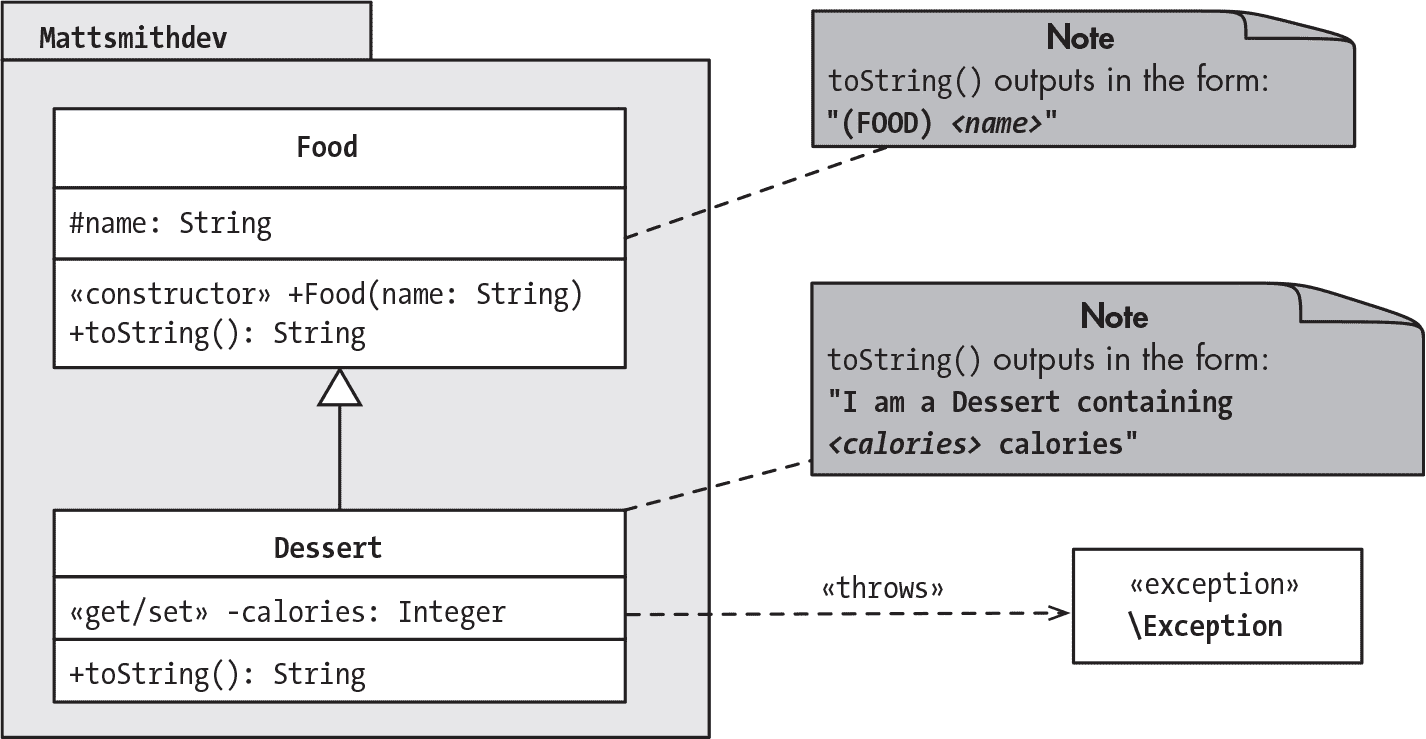 Mattsmithdev
Food
#name: String
«constructor» +Food(name: String)
+toString(): String
Note
toString() outputs in the form:
"(FOOD) <name>"
Note
toString() outputs in the form:
"I am a Dessert containing
<calories> calories"
Dessert
«get/set» -calories: Integer
+toString(): String
«throws»
«exception»
\Exception